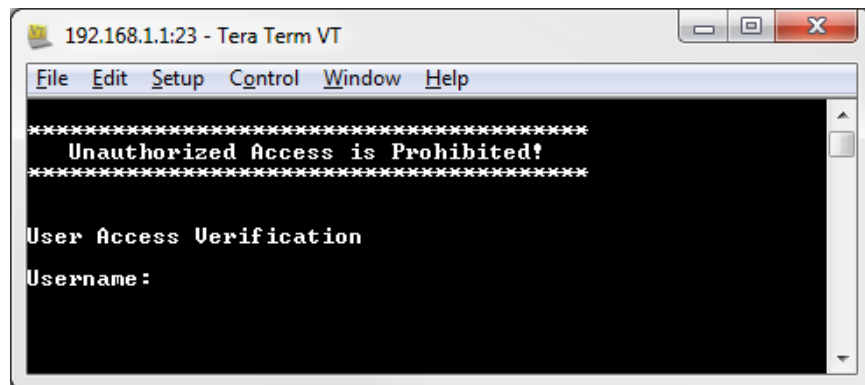 192.168.1.1:23 - Tera Term VT
File Edit Setup Control Window Help
*****************************************
Unauthorized Access is Prohibited!
*****************************************
User Access Verification
Username: